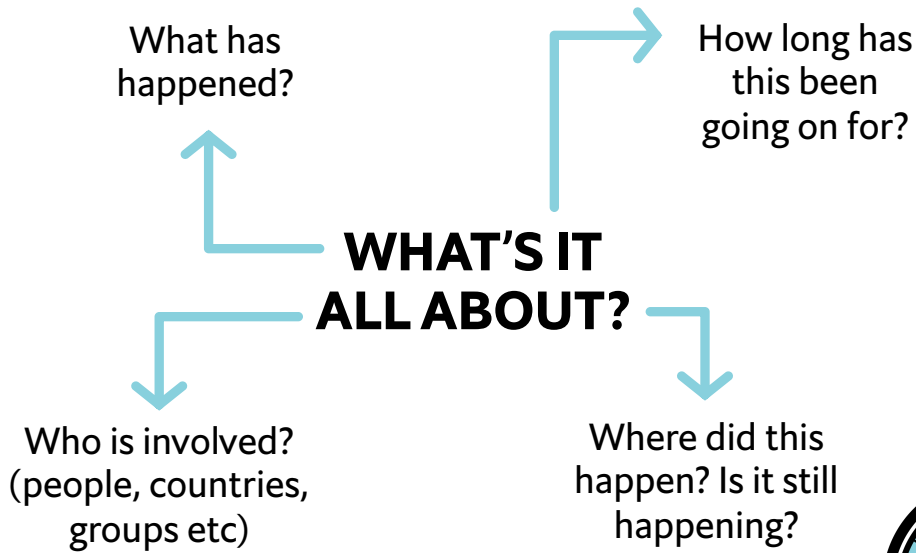 What has
happened?
How long has
this been
going on for?
WHAT'S IT
ALL ABOUT?
Who is involved?
(people, countries,
groups etc)
Where did this
happen? Is it still
happening?